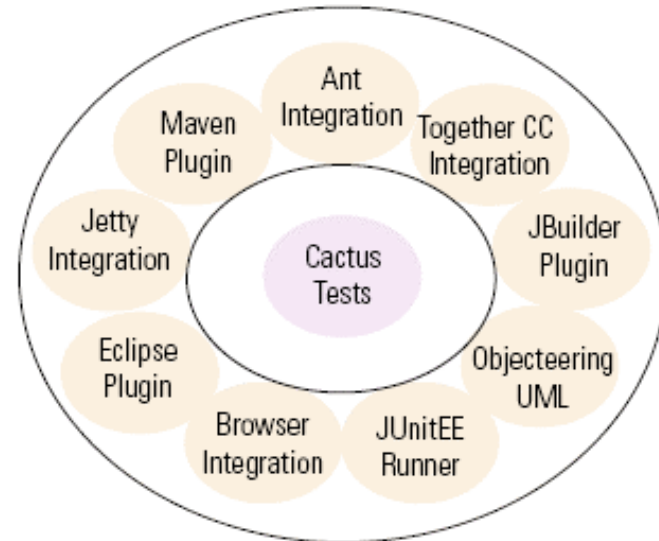 Ant
Integration
Together CC
Integration
JBuilder
Plugin
Objecteering
UML
JUnitEE
Runner
Browser
Integration
Eclipse
Plugin
Jetty
Integration
Maven
Plugin
Cactus
Tests